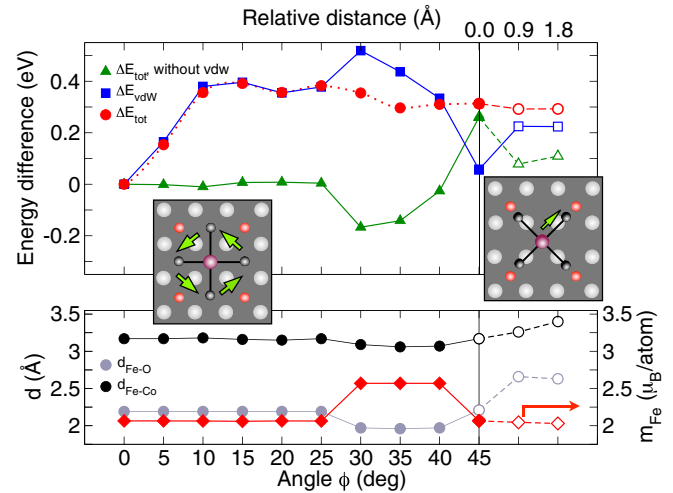 Relative distance (Å)
0.0 0.9 1.8
Energy difference (eV)
0.4
0.2
0
-0.2
ΔE_tot, without vdw
ΔE_vdW
ΔE_tot
d (Å)
3.5
3
2.5
2
d_Fe-O
d_Fe-Co
3.5
3
2.5
2
m_Fe (μ_B/atom)
0 5 10 15 20 25 30 35 40 45
Angle ϕ (deg)